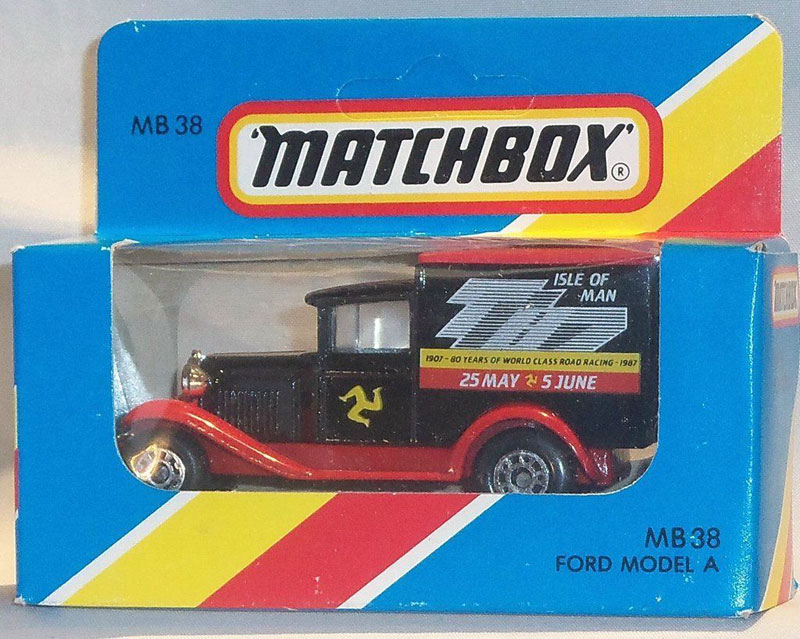 MB 38
'MATCHBOX'®
ISLE OF
MAN
TT
1907 - 80 YEARS OF WORLD CLASS ROAD RACING - 1987
25 MAY 5 JUNE
MB 38
FORD MODEL A